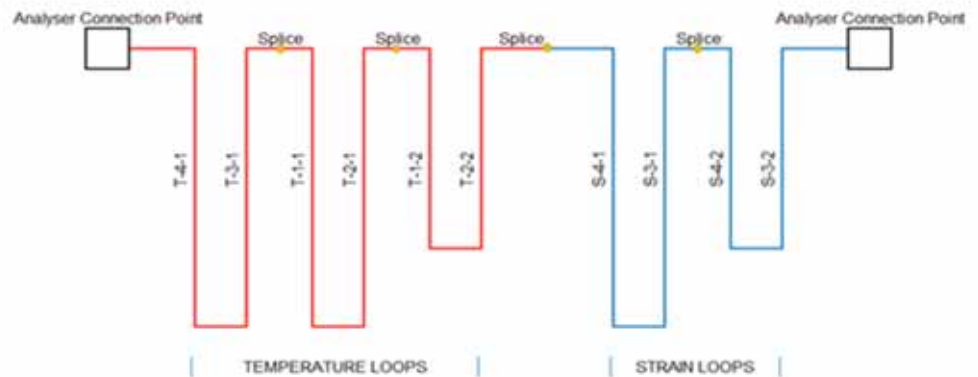 Analyser Connection Point
Analyser Connection Point
Splice
Splice
Splice
Splice
T-4-1
T-3-1
T-1-1
T-2-1
T-1-2
T-2-2
S-4-1
S-3-1
S-4-2
S-3-2
TEMPERATURE LOOPS
STRAIN LOOPS